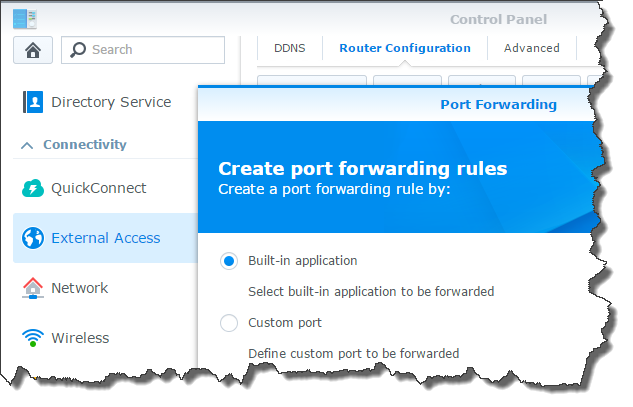 Control Panel
Search
DDNS
Router Configuration
Advanced
Directory Service
Connectivity
QuickConnect
External Access
Network
Wireless
Port Forwarding
Create port forwarding rules
Create a port forwarding rule by:
Built-in application
Select built-in application to be forwarded
Custom port
Define custom port to be forwarded